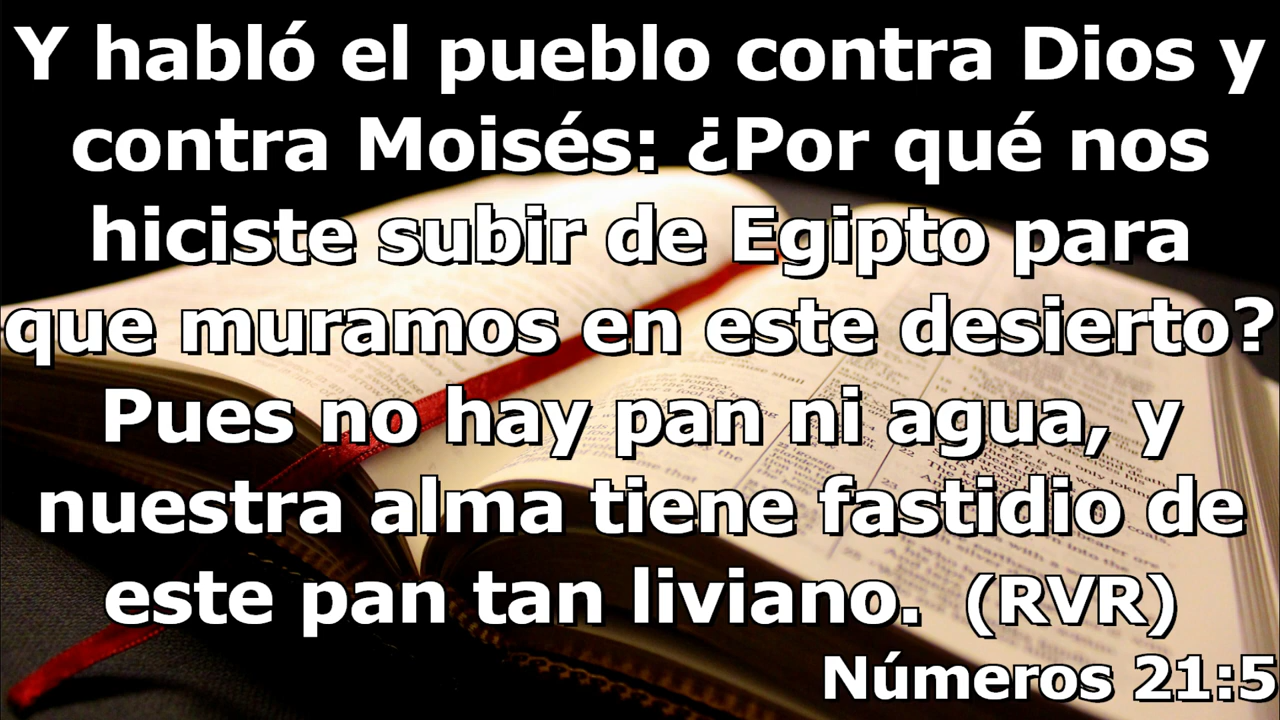 Y habló el pueblo contra Dios y
contra Moisés: ¿Por qué nos
hiciste subir de Egipto para
que muramos en este desierto?
Pues no hay pan ni agua, y
nuestra alma tiene fastidio de
este pan tan liviano. (RVR)
Números 21:5